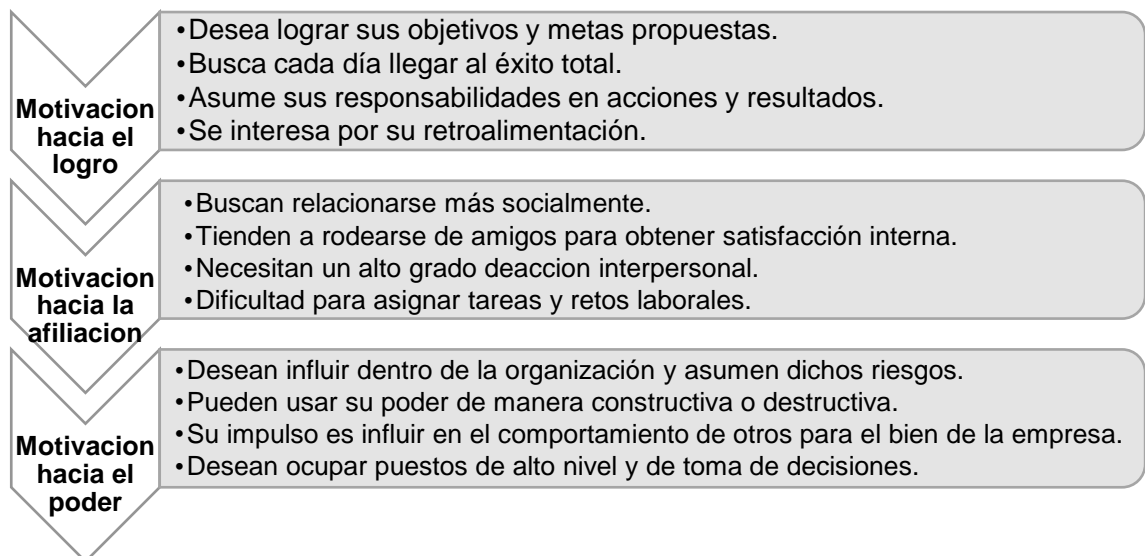 •Desea lograr sus objetivos y metas propuestas.
•Busca cada día llegar al éxito total.
•Asume sus responsabilidades en acciones y resultados.
•Se interesa por su retroalimentación.
Motivacion
hacia el
logro
•Buscan relacionarse más socialmente.
•Tienden a rodearse de amigos para obtener satisfacción interna.
•Necesitan un alto grado deaccion interpersonal.
•Dificultad para asignar tareas y retos laborales.
Motivacion
hacia la
afiliacion
•Desean influir dentro de la organización y asumen dichos riesgos.
•Pueden usar su poder de manera constructiva o destructiva.
•Su impulso es influir en el comportamiento de otros para el bien de la empresa.
•Desean ocupar puestos de alto nivel y de toma de decisiones.
Motivacion
hacia el
poder